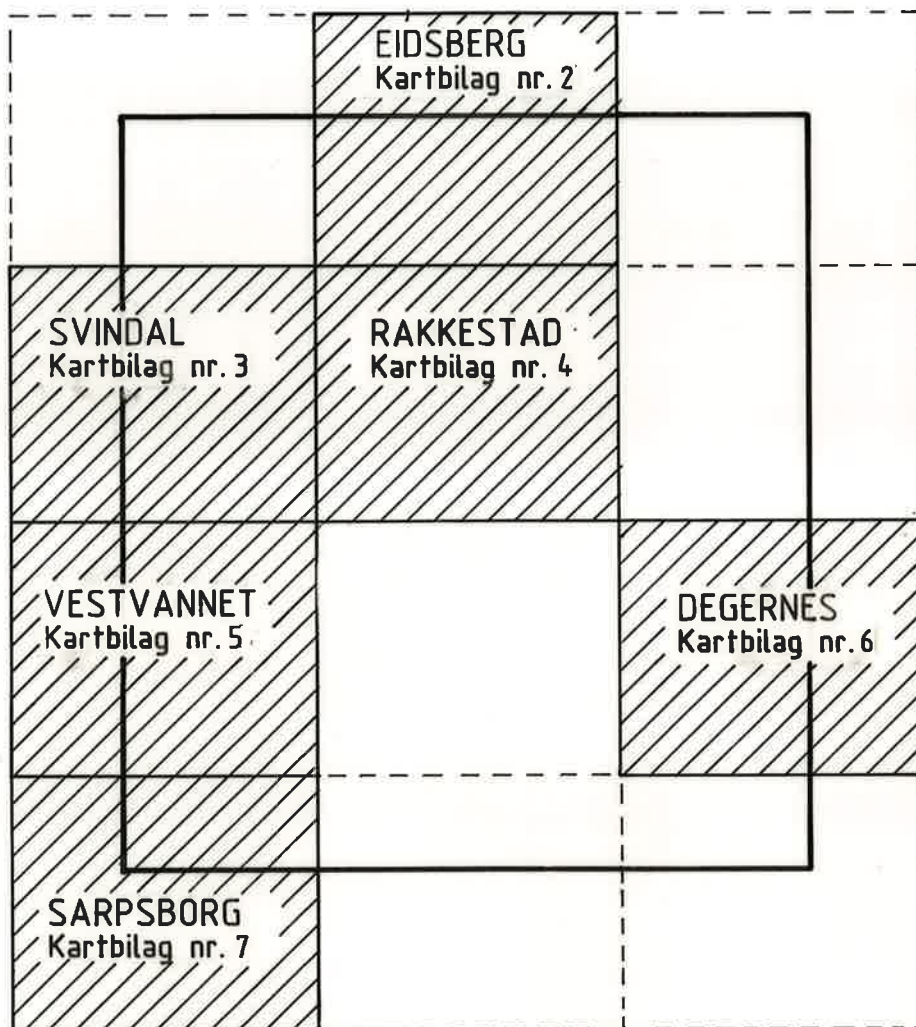 EIDSBERG
Kartbilag nr. 2
SVINDAL
Kartbilag nr. 3
RAKKESTAD
Kartbilag nr. 4
VESTVANNET
Kartbilag nr. 5
DEGERNES
Kartbilag nr. 6
SARPSBORG
Kartbilag nr. 7